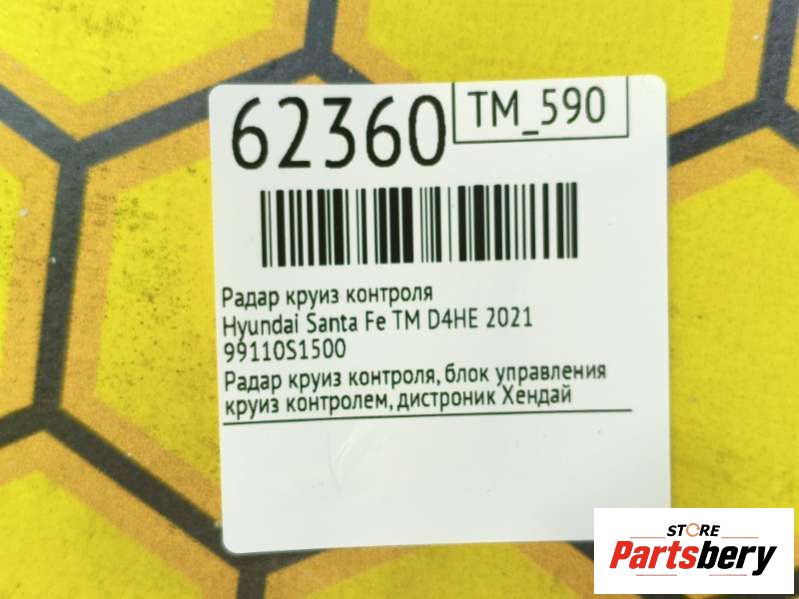 62360
TM_590
Радар круиз контроля
Hyundai Santa Fe TM D4HE 2021
99110S1500
Радар круиз контроля, блок управления
круиз контролем, дистроник Хендай
STORE
Partsbery